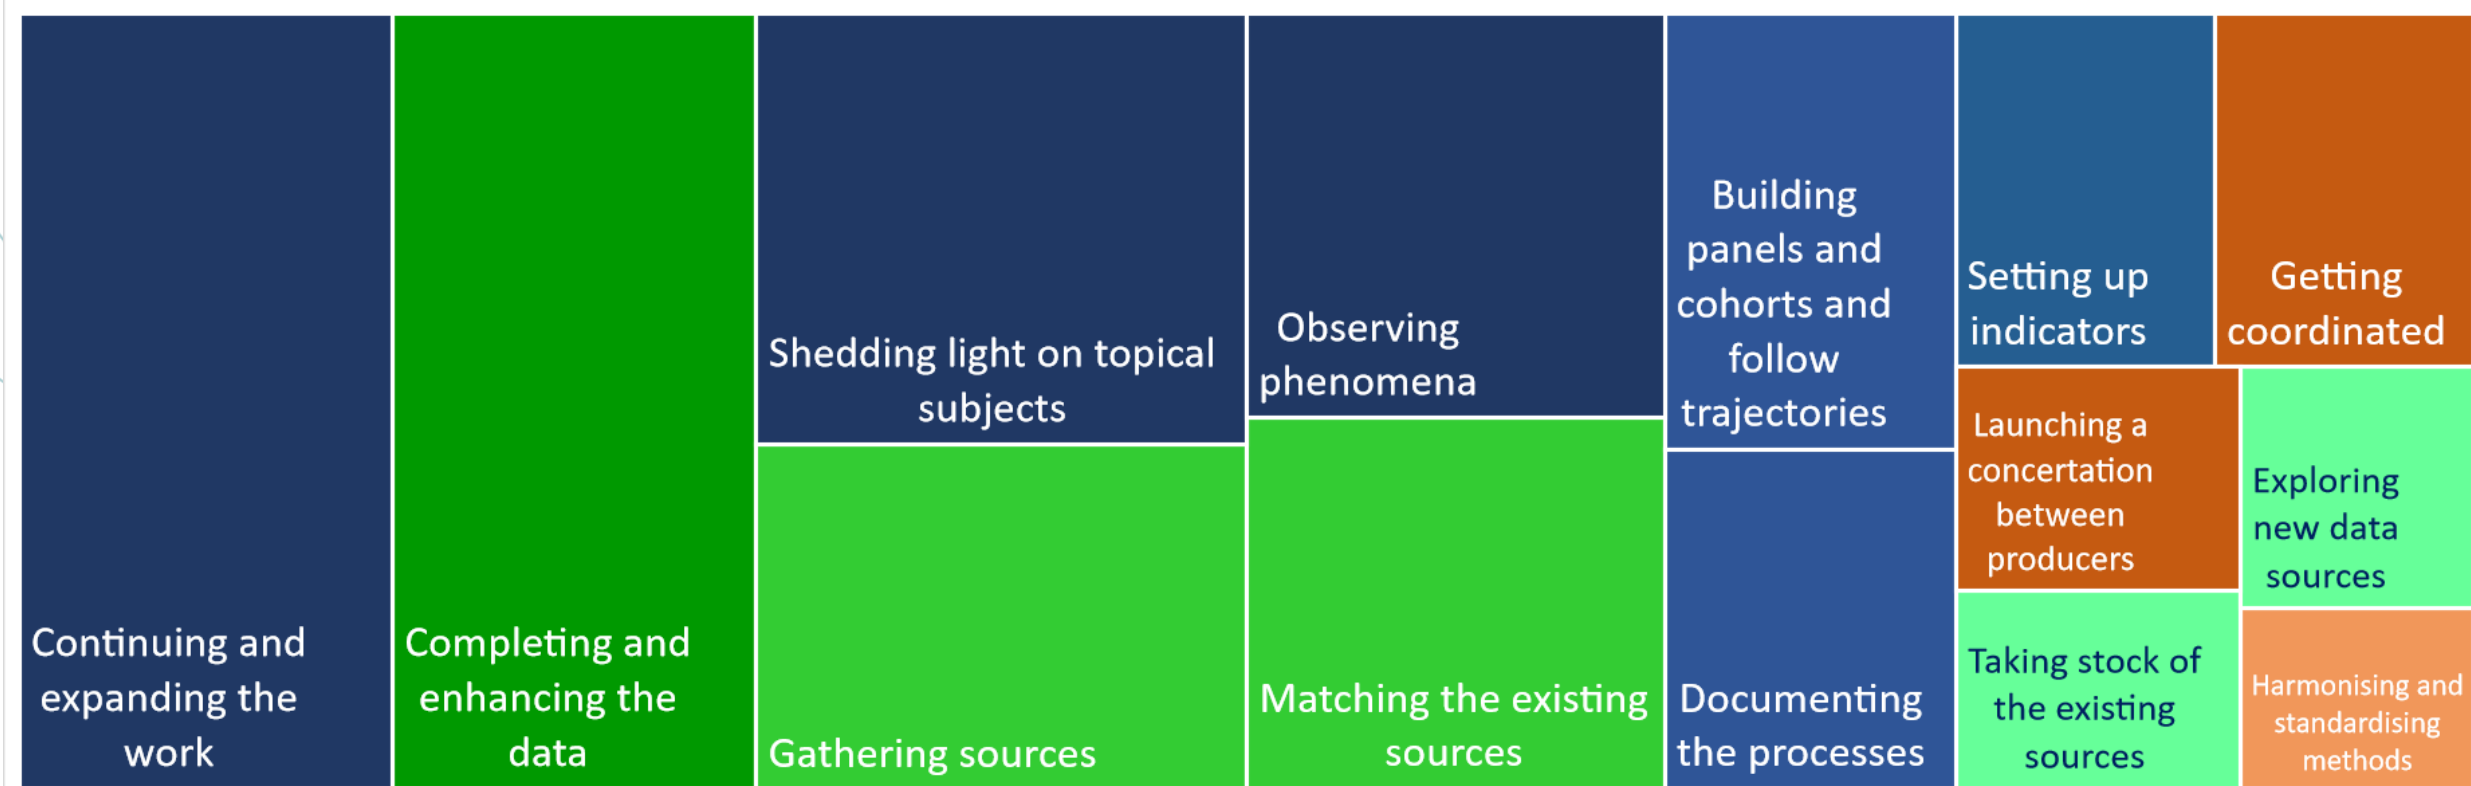 Continuing and
expanding the
work
Completing and
enhancing the
data
Shedding light on topical
subjects
Gathering sources
Observing
phenomena
Matching the existing
sources
Building
panels and
cohorts and
follow
trajectories
Documenting
the processes
Setting up
indicators
Getting
coordinated
Launching a
concertation
between
producers
Exploring
new data
sources
Taking stock of
the existing
sources
Harmonising and
standardising
methods